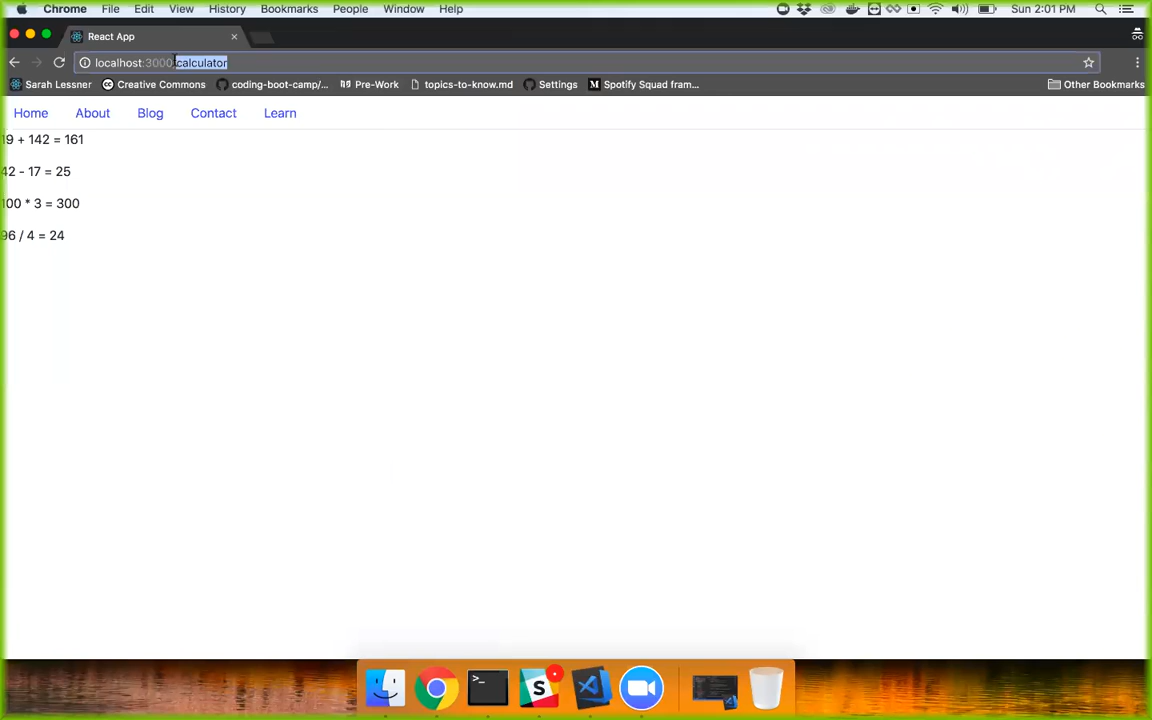 Chrome File Edit View History Bookmarks People Window Help Sun 2:01 PM
React App
localhost:3000/calculator
Sarah Lessner Creative Commons coding-boot-camp/... Pre-Work topics-to-know.md Settings Spotify Squad fram... Other Bookmarks
Home About Blog Contact Learn
19 + 142 = 161
42 - 17 = 25
100 * 3 = 300
96 / 4 = 24